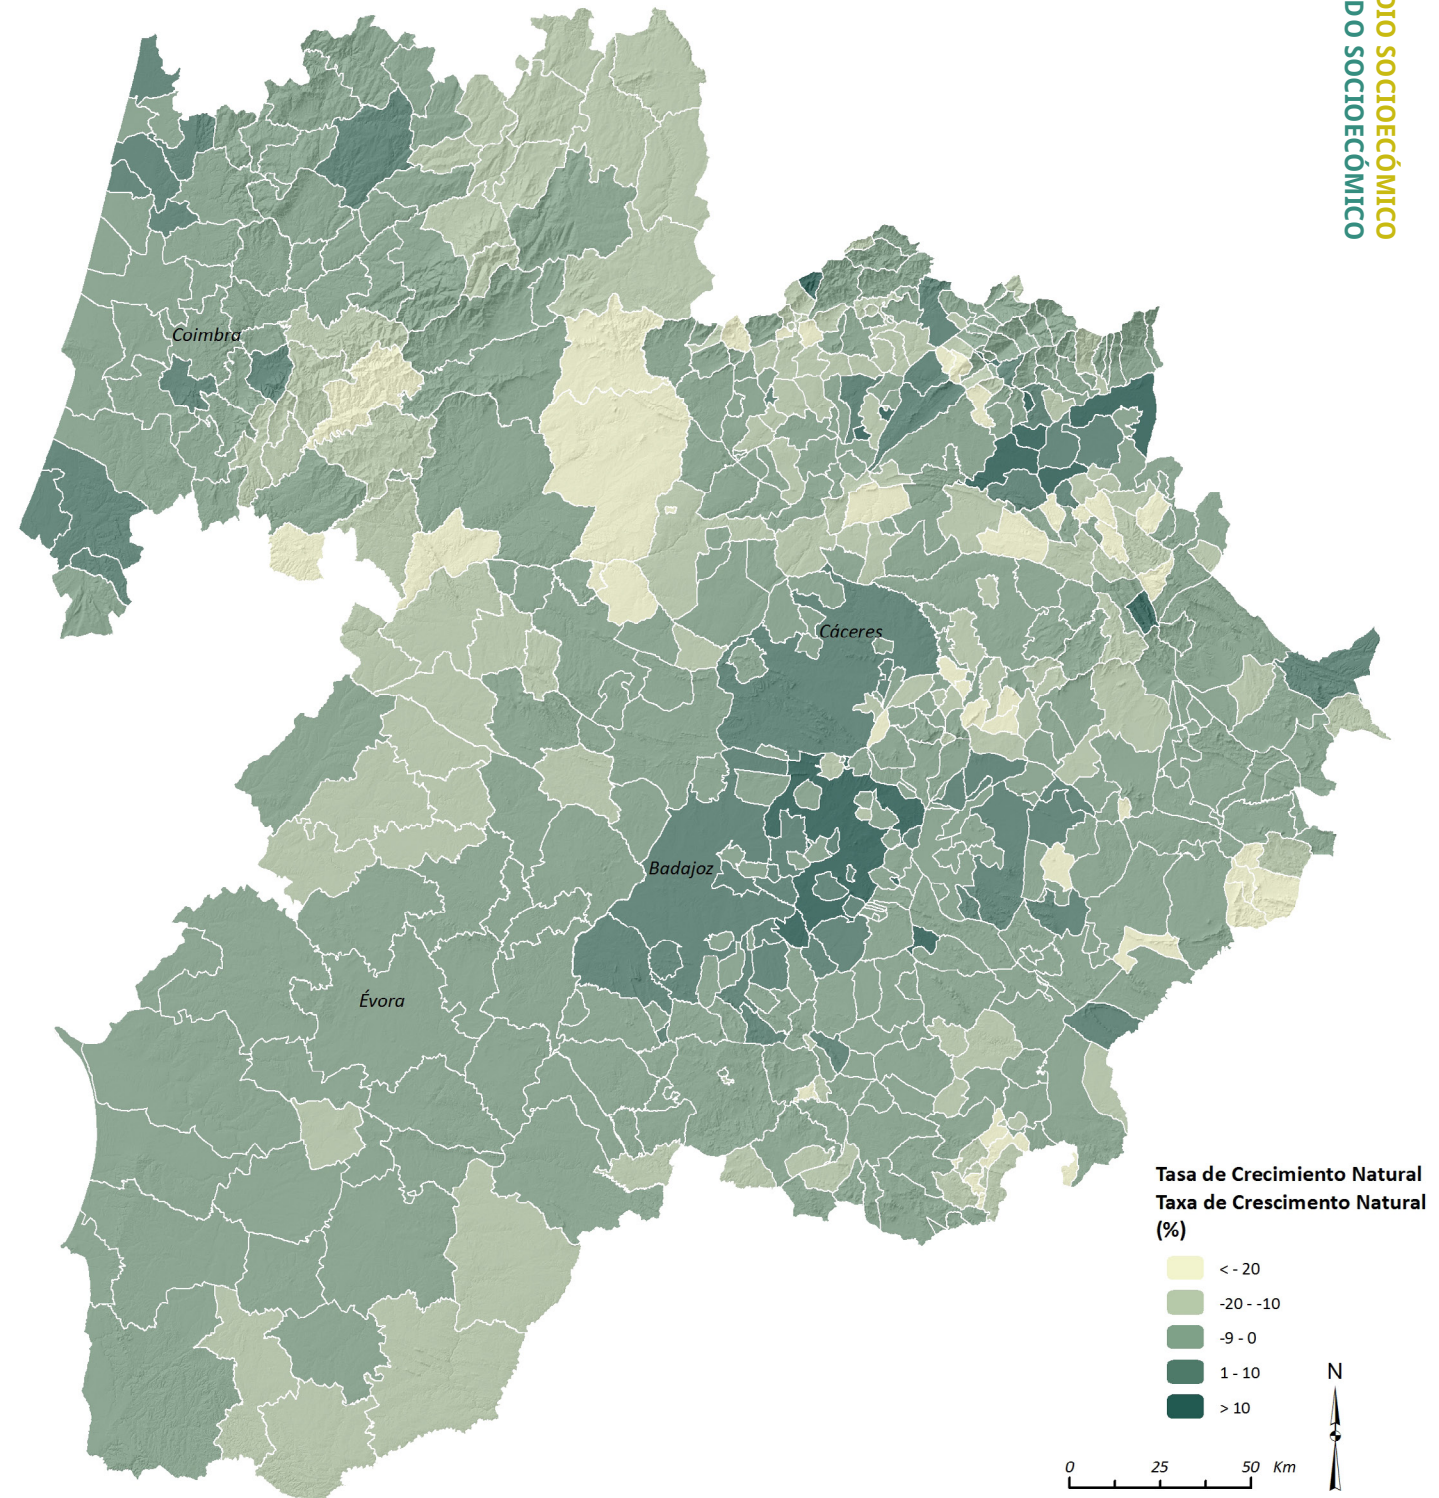 DIO SOCIOECÓMICO
DO SOCIOECÓMICO
Coimbra
Cáceres
Badajoz
Évora
Tasa de Crecimiento Natural
Taxa de Crescimento Natural
(%)
< - 20
-20 - -10
-9 - 0
1 - 10
> 10
N
0 25 50 Km